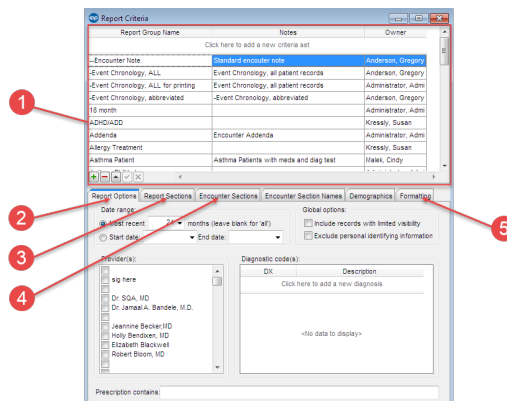 Report Criteria
Report Group Name Notes Owner
Click here to add a new criteria set
--Encounter Note Standard encouter note Anderson, Gregory
-Event Chronology, ALL Event Chronology, all patient records Anderson, Gregory
-Event Chronology, ALL for printing Event Chronology, all patient records Administrator, Admi
-Event Chronology, abbreviated -Event Chronology, abbreviated Anderson, Gregory
18 month Administrator, Admi
1
ADHD/ADD Kressly, Susan
Addenda Encounter Addenda Administrator, Admi
Allergy Treatment Kressly, Susan
Asthma Patient Asthma Patients with meds and diag test Malek, Cindy
Report Options Report Sections Encounter Sections Encounter Section Names Demographics Formatting
2
Date range: Global options:
Most recent 24 months (leave blank for 'all') Include records with limited visibility
5
Start date: End date: Exclude personal identifying information
3
Provider(s): Diagnostic code(s):
4
DX Description
sig here Click here to add a new diagnosis
Dr. SQA, MD
Dr. Jamaal A. Bandele, M.D.
Jeannine Becker,MD <No data to display>
Holly Bendixen, MD
Elizabeth Blackwell
Robert Bloom, MD
Prescription contains: